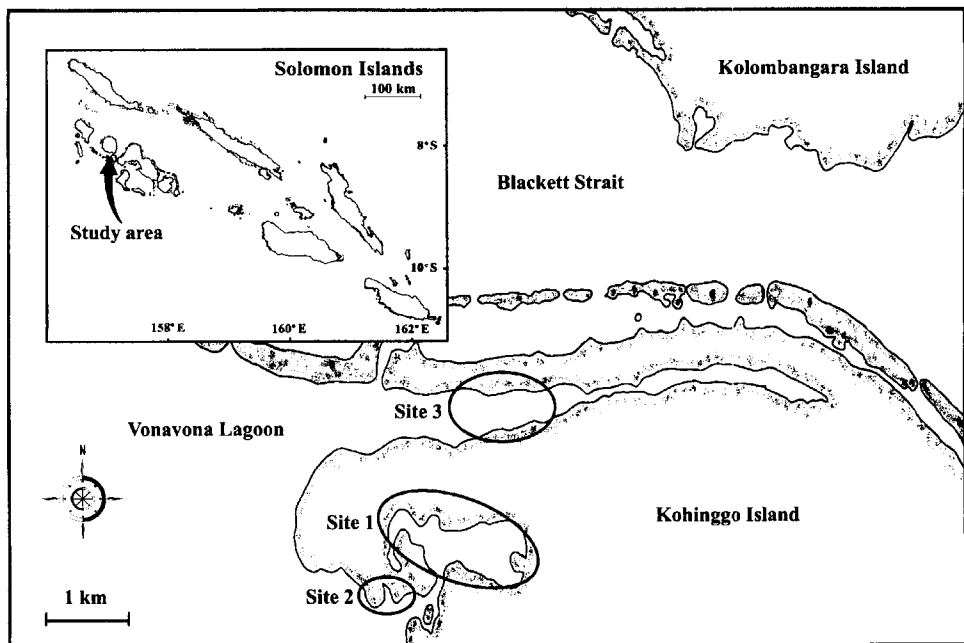 Solomon Islands
100 km
8°S
Study area
10°S
158° E
160° E
162° E
Kolombangara Island
Blackett Strait
Site 3
Vonavona Lagoon
N
Site 1
Kohinggo Island
Site 2
1 km